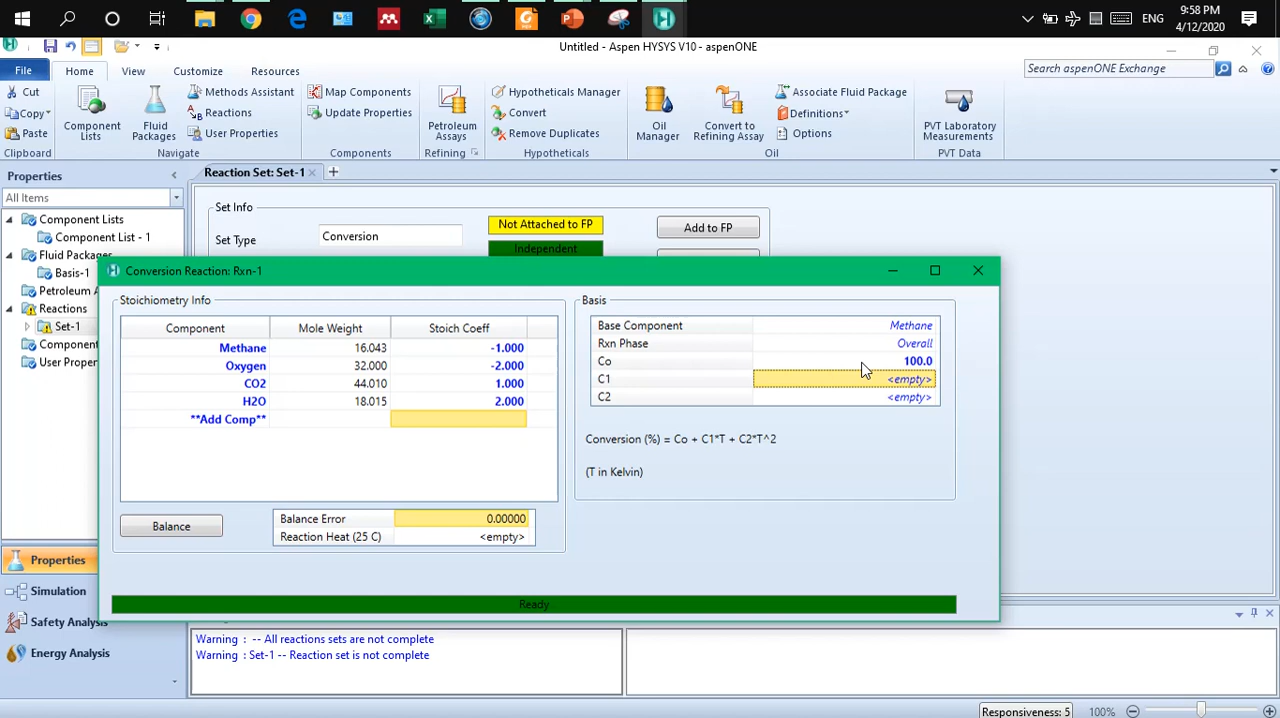 ENG
9:58 PM
4/12/2020
Untitled - Aspen HYSYS V10 - aspenONE
File
Home
View
Customize
Resources
Search aspenONE Exchange
Cut
Copy
Paste
Clipboard
Component Lists
Fluid Packages
Methods Assistant
Reactions
User Properties
Navigate
Map Components
Update Properties
Components
Petroleum Assays
Refining
Hypotheticals Manager
Convert
Remove Duplicates
Hypotheticals
Oil Manager
Convert to Refining Assay
Associate Fluid Package
Definitions
Options
Oil
PVT Laboratory Measurements
PVT Data
Properties
All Items
Component Lists
Component List - 1
Fluid Packages
Basis-1
Petroleum A
Reactions
Set-1
Component
User Proper
Properties
Simulation
Safety Analysis
Energy Analysis
Reaction Set: Set-1
Set Info
Set Type
Conversion
Not Attached to FP
Independent
Add to FP
Conversion Reaction: Rxn-1
Stoichiometry Info
Component Mole Weight Stoich Coeff
Methane 16.043 -1.000
Oxygen 32.000 -2.000
CO2 44.010 1.000
H2O 18.015 2.000
**Add Comp**
Balance
Balance Error 0.00000
Reaction Heat (25 C) <empty>
Basis
Base Component Methane
Rxn Phase Overall
Co 100.0
C1 <empty>
C2 <empty>
Conversion (%) = Co + C1*T + C2*T^2
(T in Kelvin)
Ready
Warning : -- All reactions sets are not complete
Warning : Set-1 -- Reaction set is not complete
Responsiveness: 5
100%